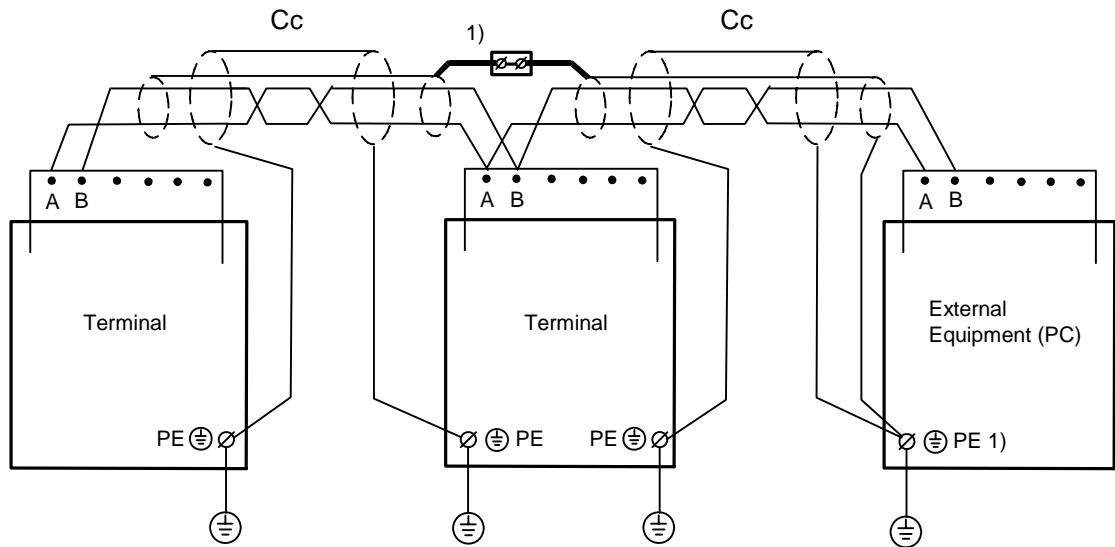 Cc
1)
Cc
A B
A B
A B
Terminal
Terminal
External
Equipment (PC)
PE
PE
PE
PE 1)